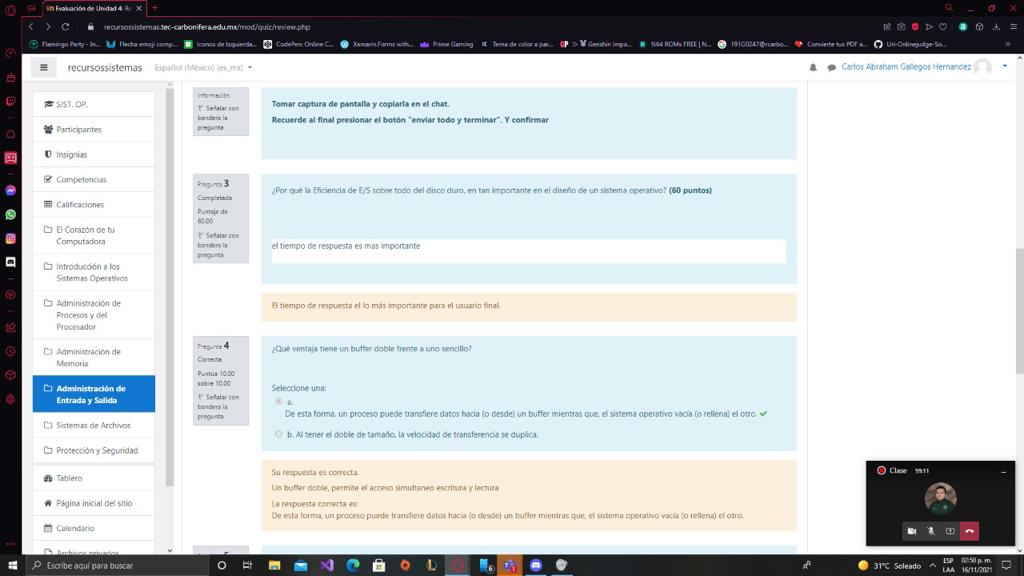 Evaluación de Unidad 4: Re
recursossistemas.tec-carbonifera.edu.mx/mod/quiz/review.php
Flamingo Party - In...
Flecha emoji comp...
Iconos de Izquierda...
CodePen: Online C...
Xamarin.Forms with...
Prime Gaming
Tema de color a par...
Genshin Impa...
N64 ROMs FREE | N...
191G0247@rcarbo...
Convierte tus PDF a...
Uri-Onlinejudge-So...
recursossistemas
Español (México) (es_mx)
Carlos Abraham Gallegos Hernandez
SIST. OP.
Participantes
Insignias
Competencias
Calificaciones
El Corazón de tu
Computadora
Introducción a los
Sistemas Operativos
Administración de
Procesos y del
Procesador
Administración de
Memoria
Administración de
Entrada y Salida
Sistemas de Archivos
Protección y Seguridad
Tablero
Página inicial del sitio
Calendario
Archivos privados
Información
Señalar con
bandera la
pregunta
Tomar captura de pantalla y copiarla en el chat.
Recuerde al final presionar el botón "enviar todo y terminar". Y confirmar
Pregunta 3
Completada
Puntaje de
60.00
Señalar con
bandera la
pregunta
¿Por qué la Eficiencia de E/S sobre todo del disco duro, en tan importante en el diseño de un sistema operativo? (60 puntos)
el tiempo de respuesta es mas importante
El tiempo de respuesta el lo más importante para el usuario final.
Pregunta 4
Correcta
Puntúa 10.00
sobre 10.00
Señalar con
bandera la
pregunta
¿Qué ventaja tiene un buffer doble frente a uno sencillo?
Seleccione una:
a.
De esta forma, un proceso puede transfiere datos hacia (o desde) un buffer mientras que, el sistema operativo vacía (o rellena) el otro.
b. Al tener el doble de tamaño, la velocidad de transferencia se duplica.
Su respuesta es correcta.
Un buffer doble, permite el acceso simultaneo escritura y lectura
La respuesta correcta es:
De esta forma, un proceso puede transfiere datos hacia (o desde) un buffer mientras que, el sistema operativo vacía (o rellena) el otro.
Clase 59:11
Escribe aquí para buscar
31°C Soleado
ESP
LAA
02:50 p. m.
16/11/2021